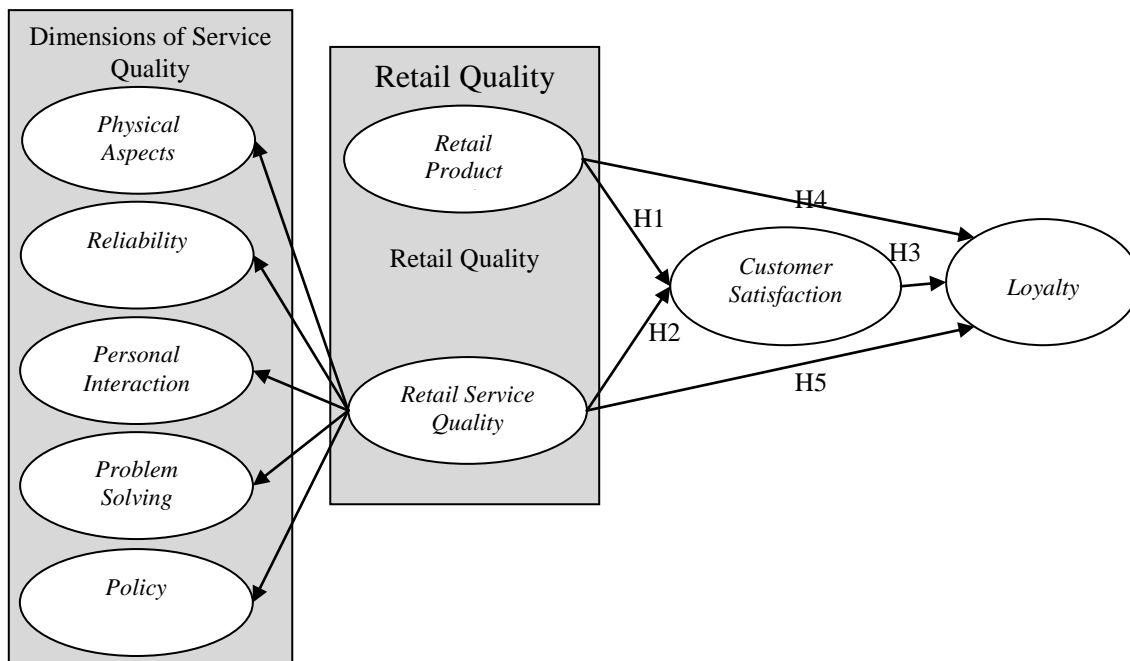 Dimensions of Service
Quality
Physical
Aspects
Reliability
Personal
Interaction
Problem
Solving
Policy
Retail Quality
Retail
Product
Retail Quality
Retail Service
Quality
H1
H2
H3
H4
H5
Customer
Satisfaction
Loyalty